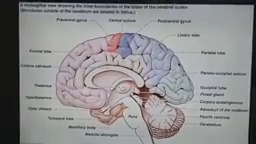 A midsagittal view showing the inner boundaries of the lobes of the cerebral cortex
(Structures outside of the cerebrum are labeled in italics.)
Precentral gyrus
Central sulcus
Postcentral gyrus
Limbic lobe
Frontal lobe
Parietal lobe
Corpus callosum
Parieto-occipital sulcus
Thalamus
Occipital lobe
Pineal gland
Hypothalamus
Corpora quadrigemina
Optic chiasm
Aqueduct of the midbrain
Temporal lobe
Pons
Fourth ventricle
Mamillary body
Cerebellum
Medulla oblongata